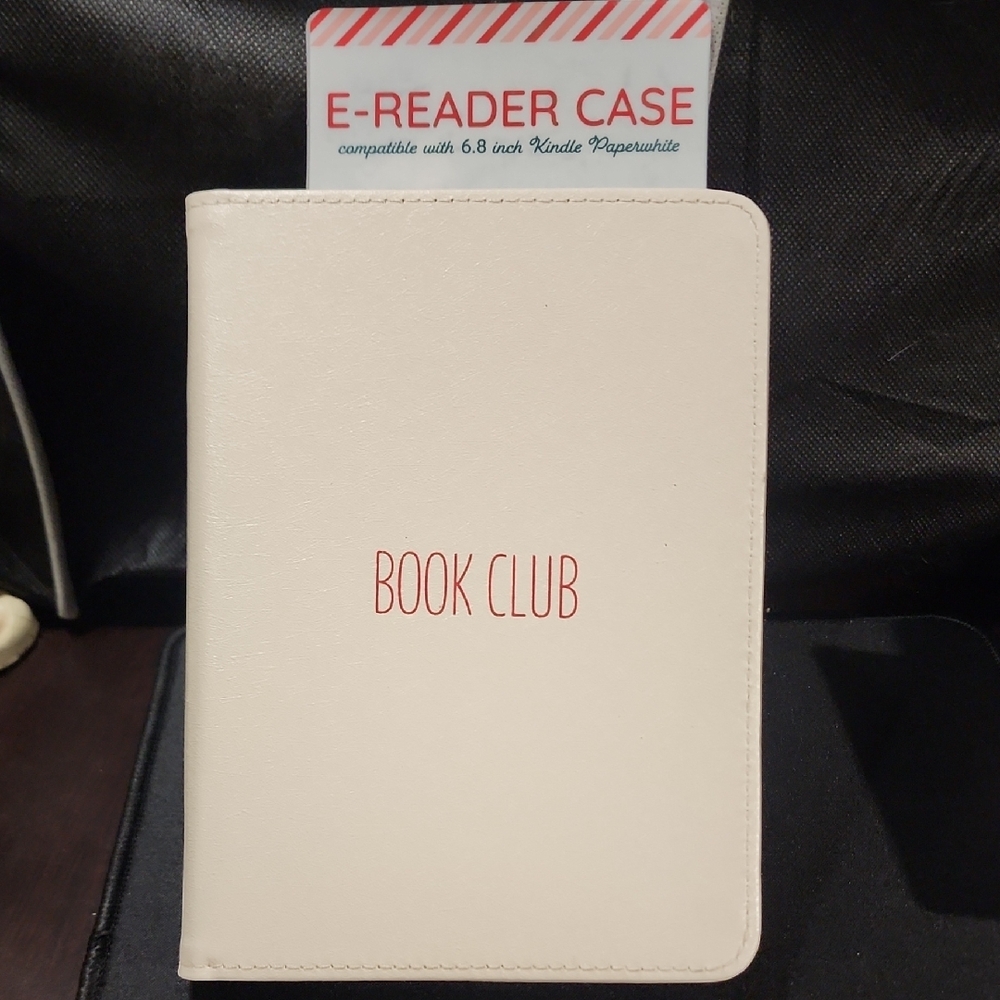 E-READER CASE
compatible with 6.8 inch Kindle Paperwhite
BOOK CLUB